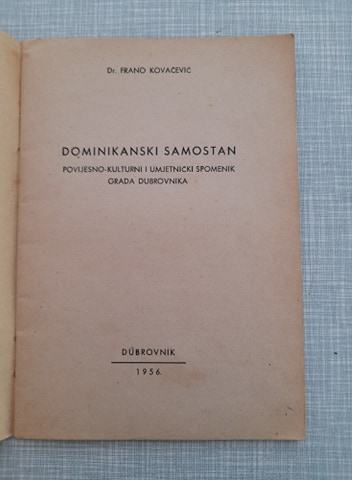 Dr. FRANO KOVAČEVIĆ
DOMINIKANSKI SAMOSTAN
POVIJESNO-KULTURNI I UMJETNIČKI SPOMENIK
GRADA DUBROVNIKA
DUBROVNIK
1956.